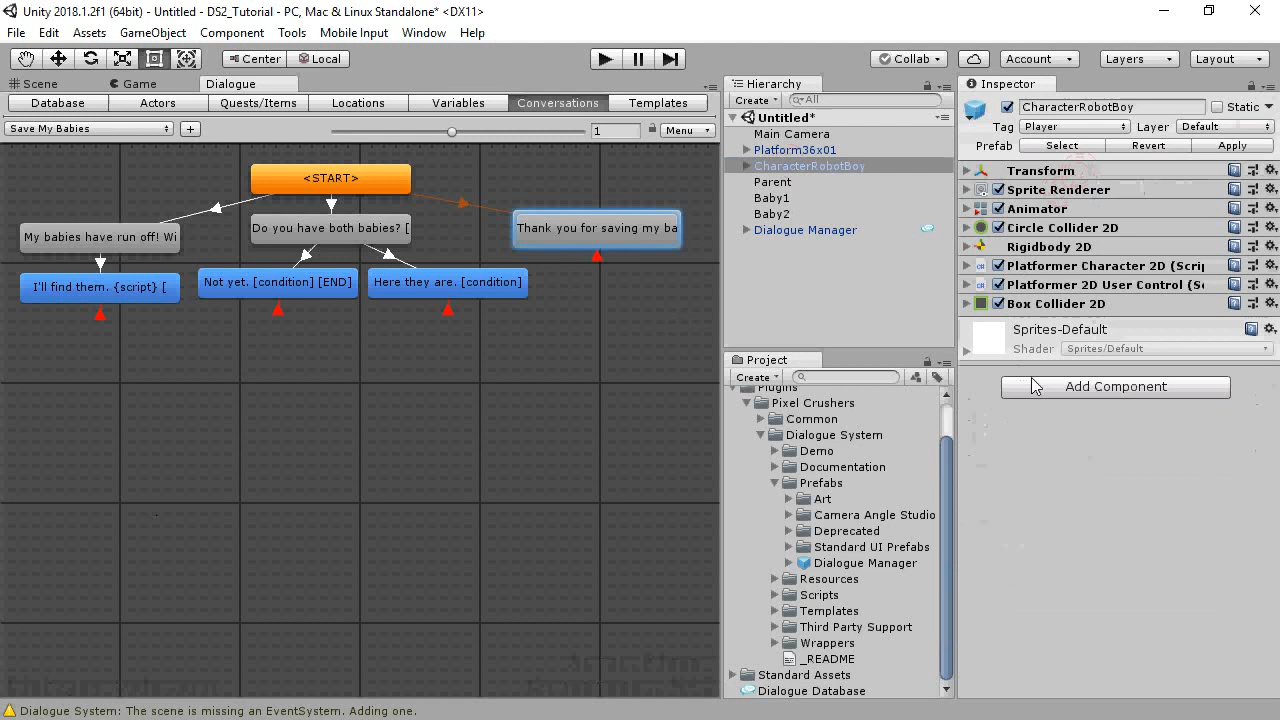 Unity 2018.1.2f1 (64bit) - Untitled - DS2_Tutorial - PC, Mac & Linux Standalone* <DX11>
File Edit Assets GameObject Component Tools Mobile Input Window Help
Center Local Collab Account Layers Layout
Scene Game Dialogue
Database Actors Quests/Items Locations Variables Conversations Templates
Save My Babies + 1 Menu
<START>
My babies have run off! Wi
Do you have both babies? [
Thank you for saving my ba
I'll find them. {script} [
Not yet. [condition] [END]
Here they are. [condition]
Hierarchy
Create All
Untitled*
Main Camera
Platform36x01
CharacterRobotBoy
Parent
Baby1
Baby2
Dialogue Manager
Project
Create
Plugins
Pixel Crushers
Common
Dialogue System
Demo
Documentation
Prefabs
Art
Camera Angle Studio
Deprecated
Standard UI Prefabs
Dialogue Manager
Resources
Scripts
Templates
Third Party Support
Wrappers
_README
Standard Assets
Dialogue Database
Inspector
CharacterRobotBoy Static
Tag Player Layer Default
Prefab Select Revert Apply
Transform
Sprite Renderer
Animator
Circle Collider 2D
Rigidbody 2D
Platformer Character 2D (Scrip
Platformer 2D User Control (Sc
Box Collider 2D
Sprites-Default
Shader Sprites/Default
Add Component
Dialogue System: The scene is missing an EventSystem. Adding one.